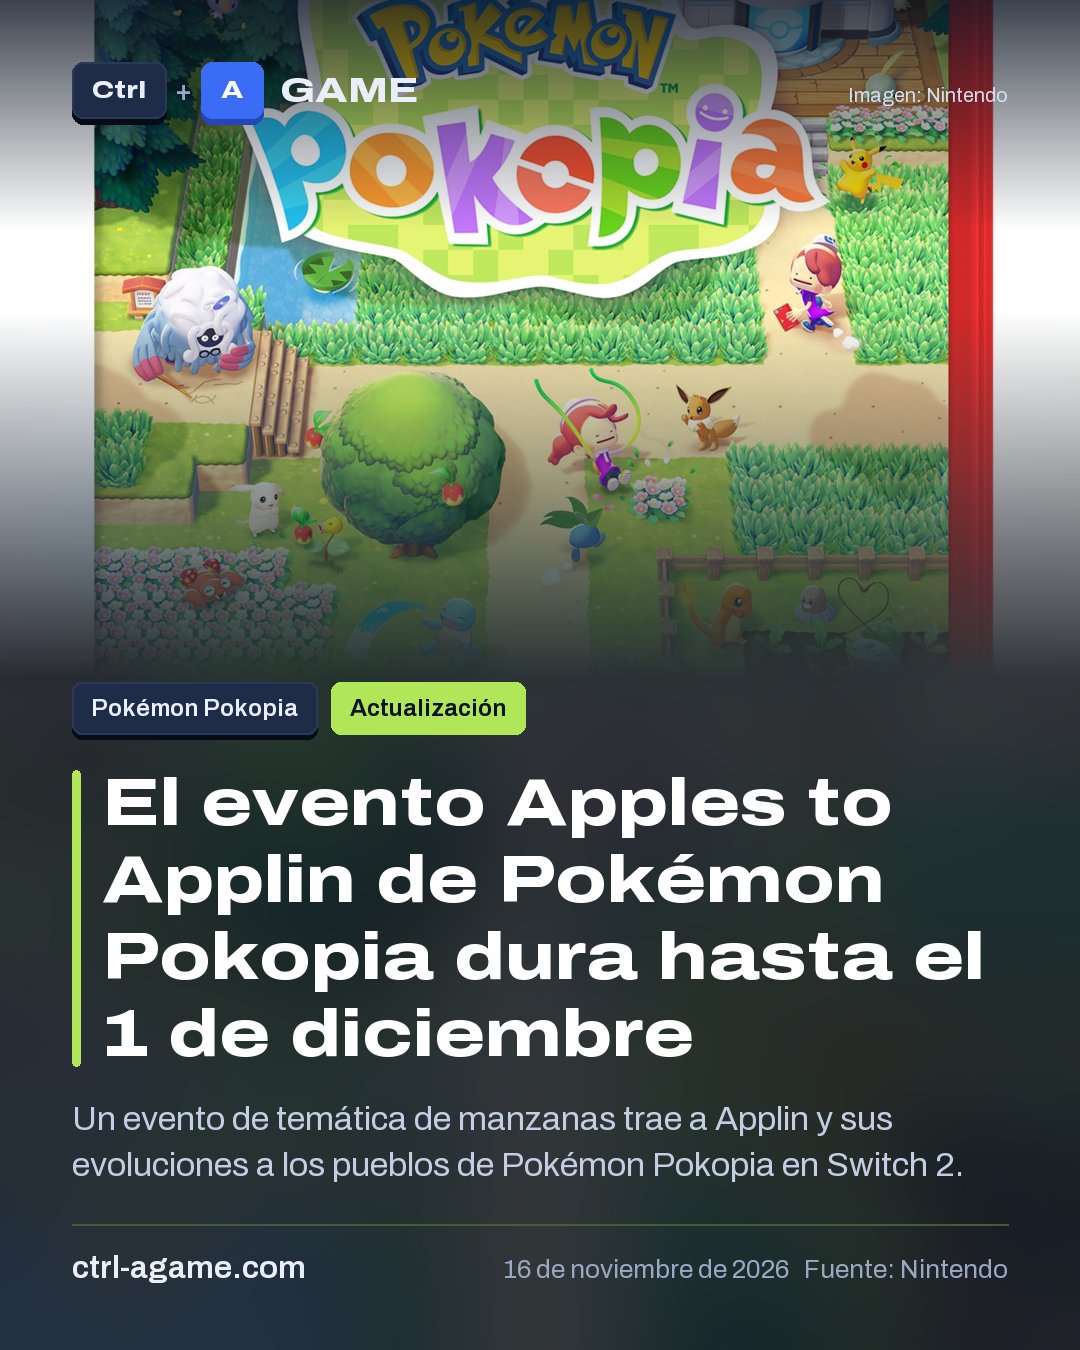 Ctrl + A GAME
Imagen: Nintendo
POKéMON
TM
Pokopia
Pokémon Pokopia
Actualización
El evento Apples to
Applin de Pokémon
Pokopia dura hasta el
1 de diciembre
Un evento de temática de manzanas trae a Applin y sus
evoluciones a los pueblos de Pokémon Pokopia en Switch 2.
ctrl-agame.com
16 de noviembre de 2026 Fuente: Nintendo